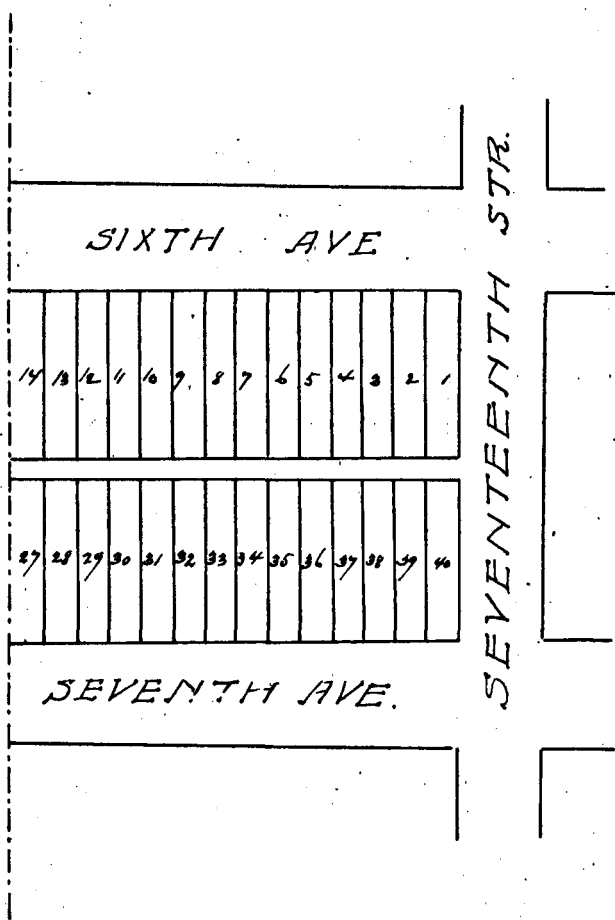 SIXTH AVE
14 13 12 11 10 9 8 7 6 5 4 3 2 1
27 28 29 30 31 32 33 34 35 36 37 38 39 40
SEVENTH AVE.
SEVENTEENTH STR.